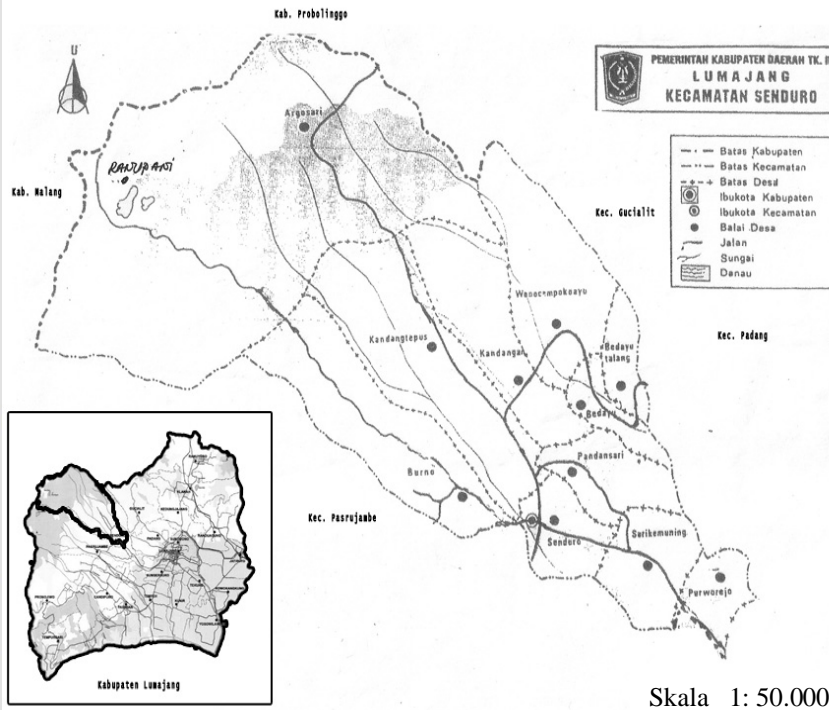 Kab. Probolinggo
U
PEMERINTAH KABUPATEN DAERAH TK. II
LUMAJANG
KECAMATAN SENDURO
Argosari
RANUPANI
Kab. Malang
Batas Kabupaten
Batas Kecamatan
Batas Desa
Ibukota Kabupaten
Ibukota Kecamatan
Balai Desa
Jalan
Sungai
Danau
Kec. Gucialit
Kec. Padang
Kandangtepus
Kandangan
Bedayu
talang
Bedayu
Pandansari
Burno
Kec. Pasrujambe
Senduro
Sarikemuning
Purworejo
Kabupaten Lumajang
Skala 1: 50.000